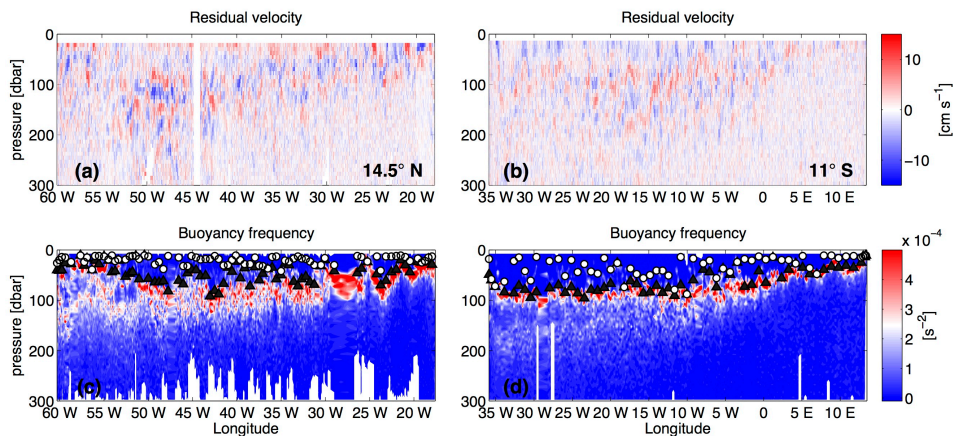 Residual velocity
Residual velocity
pressure [dbar]
0
100
200
300
(a)
14.5° N
60 W 55 W 50 W 45 W 40 W 35 W 30 W 25 W 20 W
0
100
200
300
(b)
11° S
35 W 30 W 25 W 20 W 15 W 10 W 5 W 0 5 E 10 E
10
0
−10
[cm s⁻¹]
Buoyancy frequency
Buoyancy frequency
pressure [dbar]
0
100
200
300
(c)
60 W 55 W 50 W 45 W 40 W 35 W 30 W 25 W 20 W
Longitude
0
100
200
300
(d)
35 W 30 W 25 W 20 W 15 W 10 W 5 W 0 5 E 10 E
Longitude
x 10⁻⁴
4
3
2
1
0
[s⁻²]